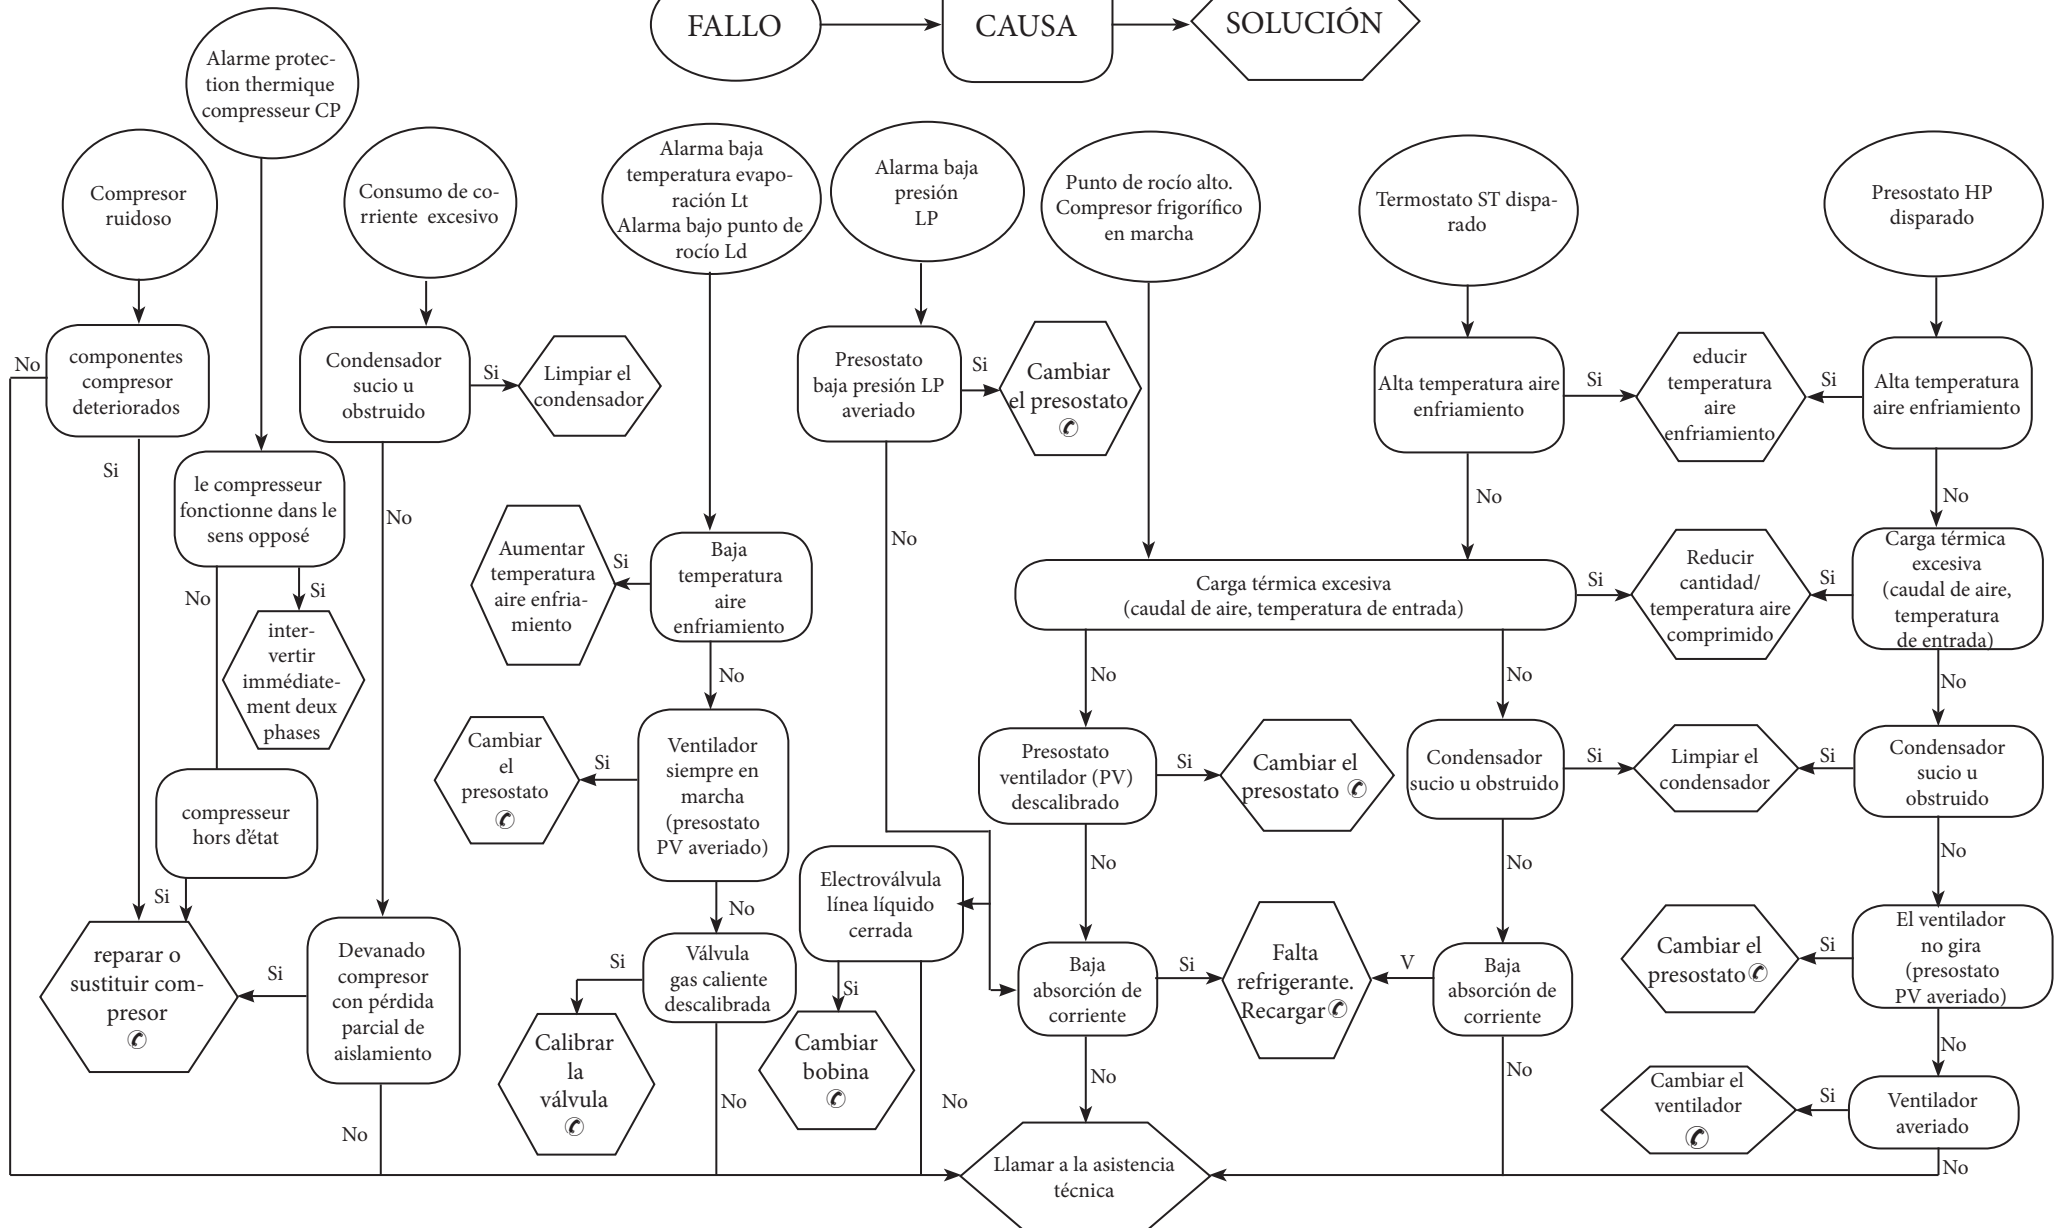 FALLO
CAUSA
SOLUCIÓN
Alarme protec-
tion thermique
compresseur CP
Compresor
ruidoso
Consumo de co-
rriente excesivo
Alarma baja
temperatura evapo-
ración Lt
Alarma bajo punto de
rocío Ld
Alarma baja
presión
LP
Punto de rocío alto.
Compresor frigorífico
en marcha
Termostato ST dispa-
rado
Presostato HP
disparado
No
componentes
compresor
deteriorados
Condensador
sucio u
obstruido
Si
Limpiar el
condensador
Presostato
baja presión LP
averiado
Si
Cambiar
el presostato
Alta temperatura aire
enfriamiento
Si
educir
temperatura
aire
enfriamiento
Si
Alta temperatura
aire enfriamiento
Si
le compresseur
fonctionne dans le
sens opposé
No
No
No
No
Aumentar
temperatura
aire enfria-
miento
Si
Baja
temperatura
aire
enfriamiento
Carga térmica excesiva
(caudal de aire, temperatura de entrada)
Si
Reducir
cantidad/
temperatura aire
comprimido
Si
Carga térmica
excesiva
(caudal de aire,
temperatura
de entrada)
No
Si
inter-
vertir
immédiate-
ment deux
phases
No
No
No
No
Cambiar
el
presostato
Si
Ventilador
siempre en
marcha
(presostato
PV averiado)
Presostato
ventilador (PV)
descalibrado
Si
Cambiar el
presostato
Condensador
sucio u obstruido
Si
Limpiar el
condensador
Si
Condensador
sucio u
obstruido
compresseur
hors d'état
No
No
No
Si
No
Electroválvula
línea líquido
cerrada
reparar o
sustituir com-
presor
Si
Devanado
compresor
con pérdida
parcial de
aislamiento
Si
Válvula
gas caliente
descalibrada
Baja
absorción de
corriente
Si
Falta
refrigerante.
Recargar
V
Baja
absorción de
corriente
Cambiar el
presostato
Si
El ventilador
no gira
(presostato
PV averiado)
Si
Calibrar
la
válvula
Cambiar
bobina
No
No
No
No
No
No
Cambiar el
ventilador
Si
Ventilador
averiado
Llamar a la asistencia
técnica
No